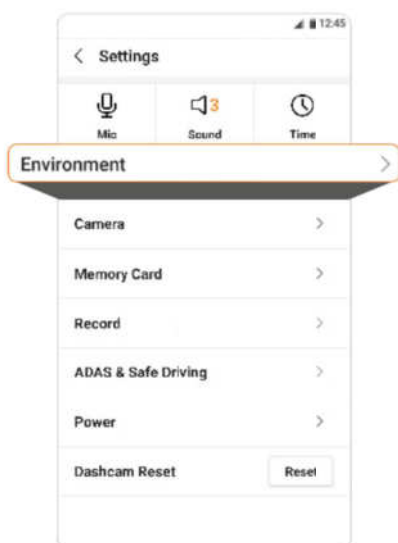 12:45
Settings
3
Mic Sound Time
Environment
Camera
Memory Card
Record
ADAS & Safe Driving
Power
Dashcam Reset Reset